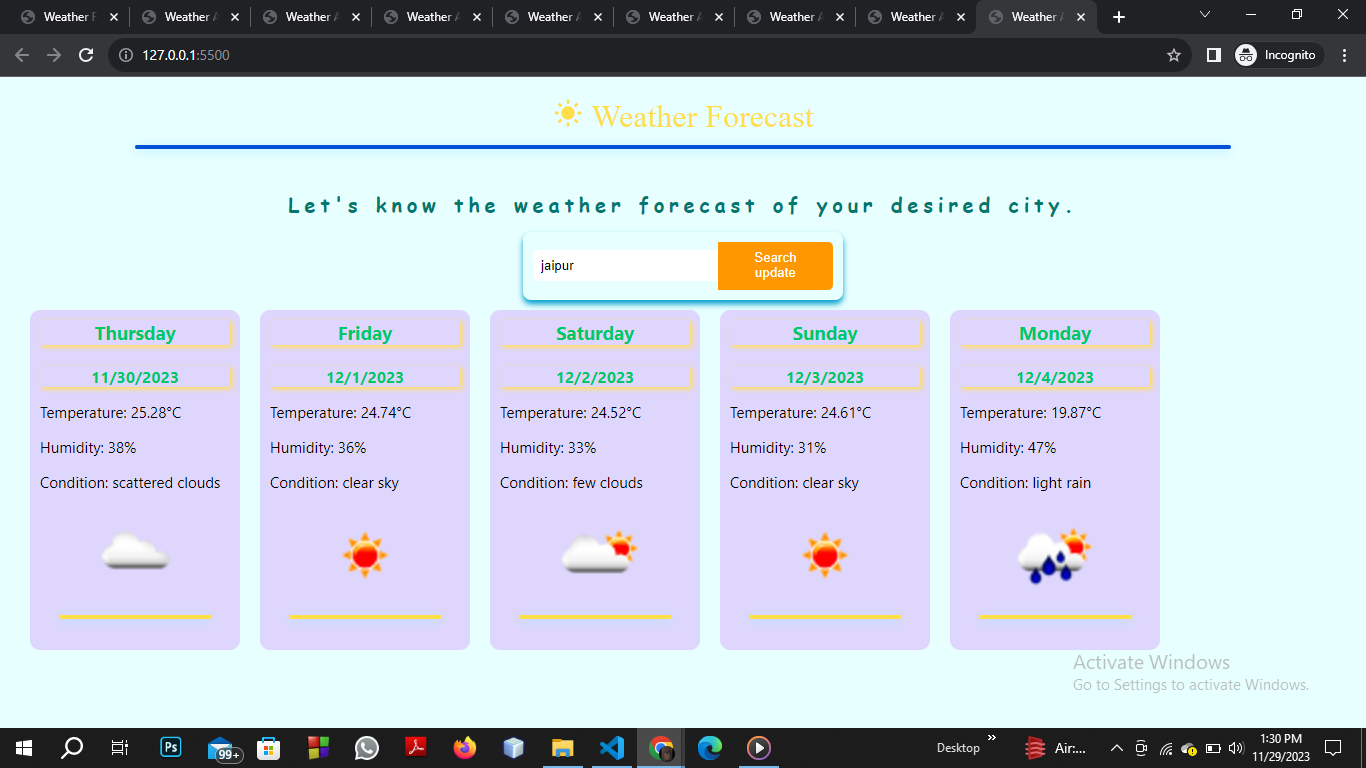 Weather F
Weather A
Weather A
Weather A
Weather A
Weather A
Weather A
Weather A
Weather A
127.0.0.1:5500
Incognito
Weather Forecast
Let's know the weather forecast of your desired city.
jaipur
Search
update
Thursday
11/30/2023
Temperature: 25.28°C
Humidity: 38%
Condition: scattered clouds
Friday
12/1/2023
Temperature: 24.74°C
Humidity: 36%
Condition: clear sky
Saturday
12/2/2023
Temperature: 24.52°C
Humidity: 33%
Condition: few clouds
Sunday
12/3/2023
Temperature: 24.61°C
Humidity: 31%
Condition: clear sky
Monday
12/4/2023
Temperature: 19.87°C
Humidity: 47%
Condition: light rain
Activate Windows
Go to Settings to activate Windows.
Ps
99+
Desktop
Air:...
1:30 PM
11/29/2023